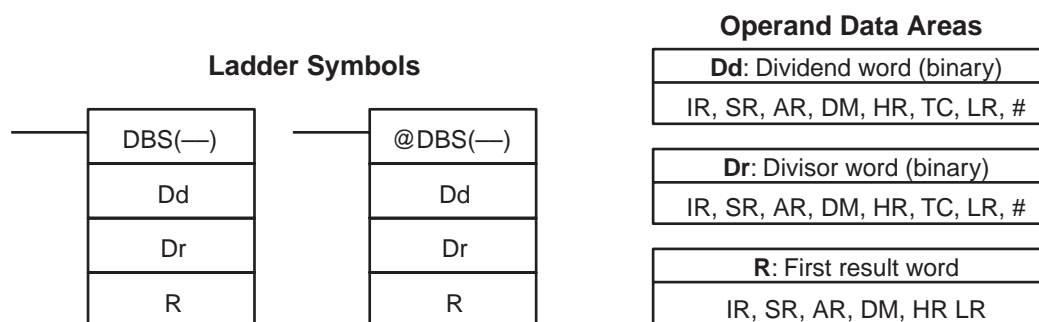 Ladder Symbols
DBS(––)
Dd
Dr
R
@DBS(––)
Dd
Dr
R
Operand Data Areas
Dd: Dividend word (binary)
IR, SR, AR, DM, HR, TC, LR, #
Dr: Divisor word (binary)
IR, SR, AR, DM, HR, TC, LR, #
R: First result word
IR, SR, AR, DM, HR LR